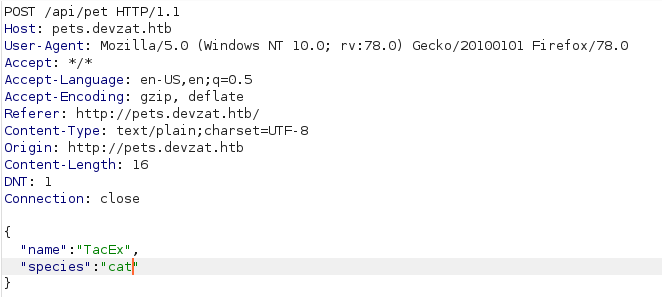 POST /api/pet HTTP/1.1
Host: pets.devzat.htb
User-Agent: Mozilla/5.0 (Windows NT 10.0; rv:78.0) Gecko/20100101 Firefox/78.0
Accept: */*
Accept-Language: en-US,en;q=0.5
Accept-Encoding: gzip, deflate
Referer: http://pets.devzat.htb/
Content-Type: text/plain;charset=UTF-8
Origin: http://pets.devzat.htb
Content-Length: 16
DNT: 1
Connection: close

{
  "name":"TacEx",
  "species":"cat"
}